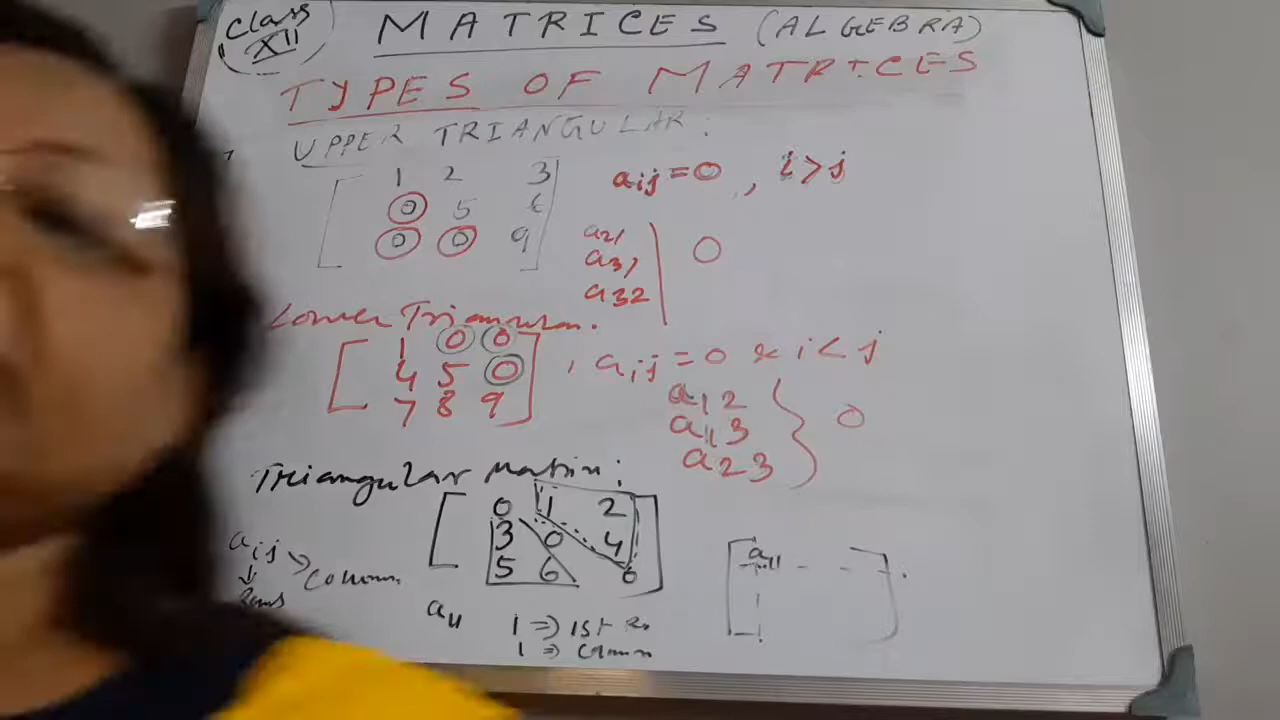 Class XII
MATRICES (ALGEBRA)
TYPES OF MATRICES
UPPER TRIANGULAR:
1 2 3
0 5 6
0 0 9
aij = 0 , i > j
a21
a31
a32
0
Lower Triangular.
1 0 0
4 5 0
7 8 9
, aij = 0 & i < j
a12
a13
a23
0
Triangular Matrix:
0 1 2
3 0 4
5 6 0
aij
Column
Rows
a11
1 ⇒ 1st Ro
1 ⇒ Column
a11 - - -